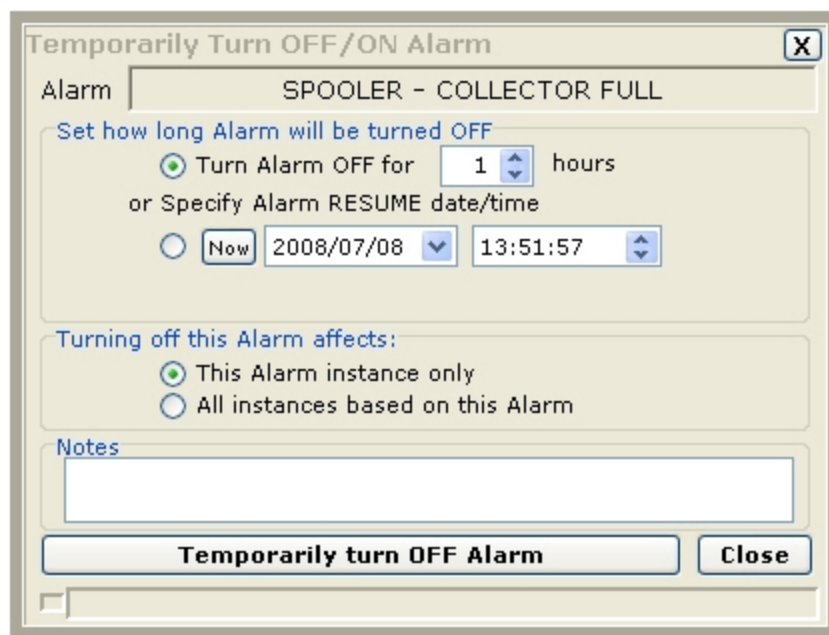 Temporarily Turn OFF/ON Alarm X
Alarm SPOOLER - COLLECTOR FULL
Set how long Alarm will be turned OFF
Turn Alarm OFF for 1 hours
or Specify Alarm RESUME date/time
Now 2008/07/08 13:51:57
Turning off this Alarm affects:
This Alarm instance only
All instances based on this Alarm
Notes
Temporarily turn OFF Alarm Close